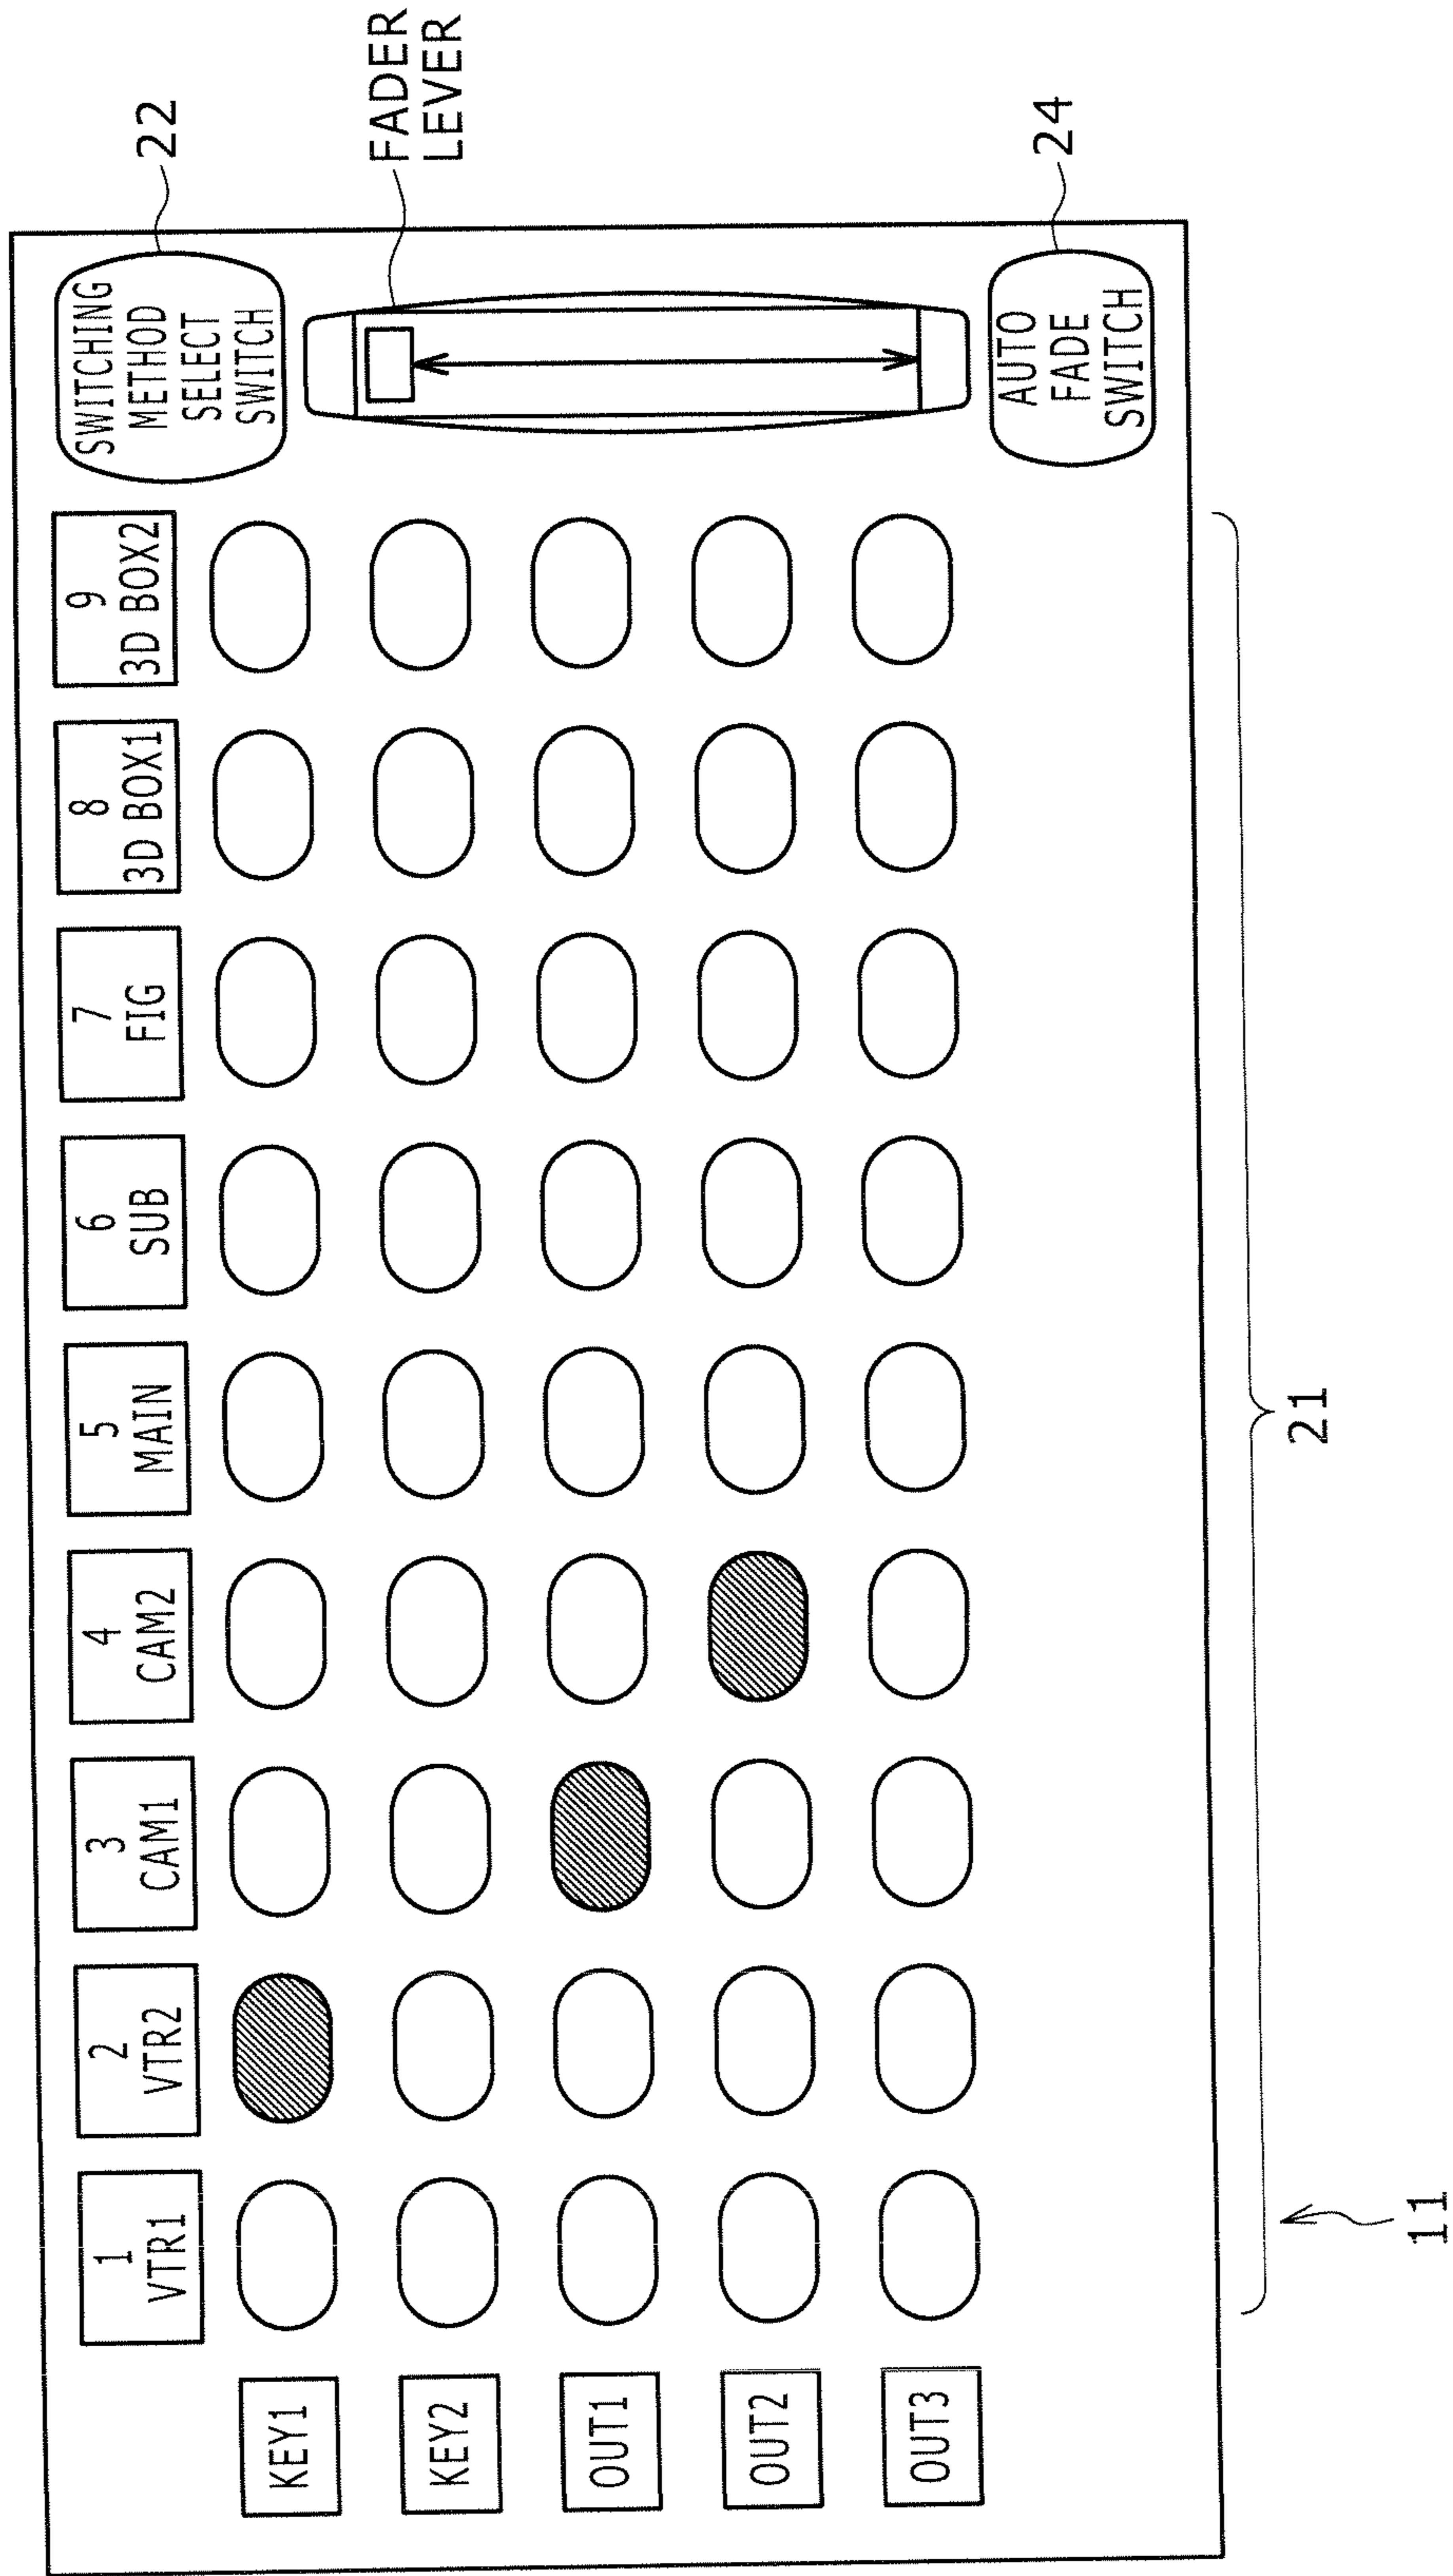 1
VTR1
2
VTR2
3
CAM1
4
CAM2
5
MAIN
6
SUB
7
FIG
8
3D BOX1
9
3D BOX2
SWITCHING
METHOD
SELECT
SWITCH
22
FADER
LEVER
KEY1
KEY2
OUT1
OUT2
OUT3
AUTO
FADE
SWITCH
24
21
11